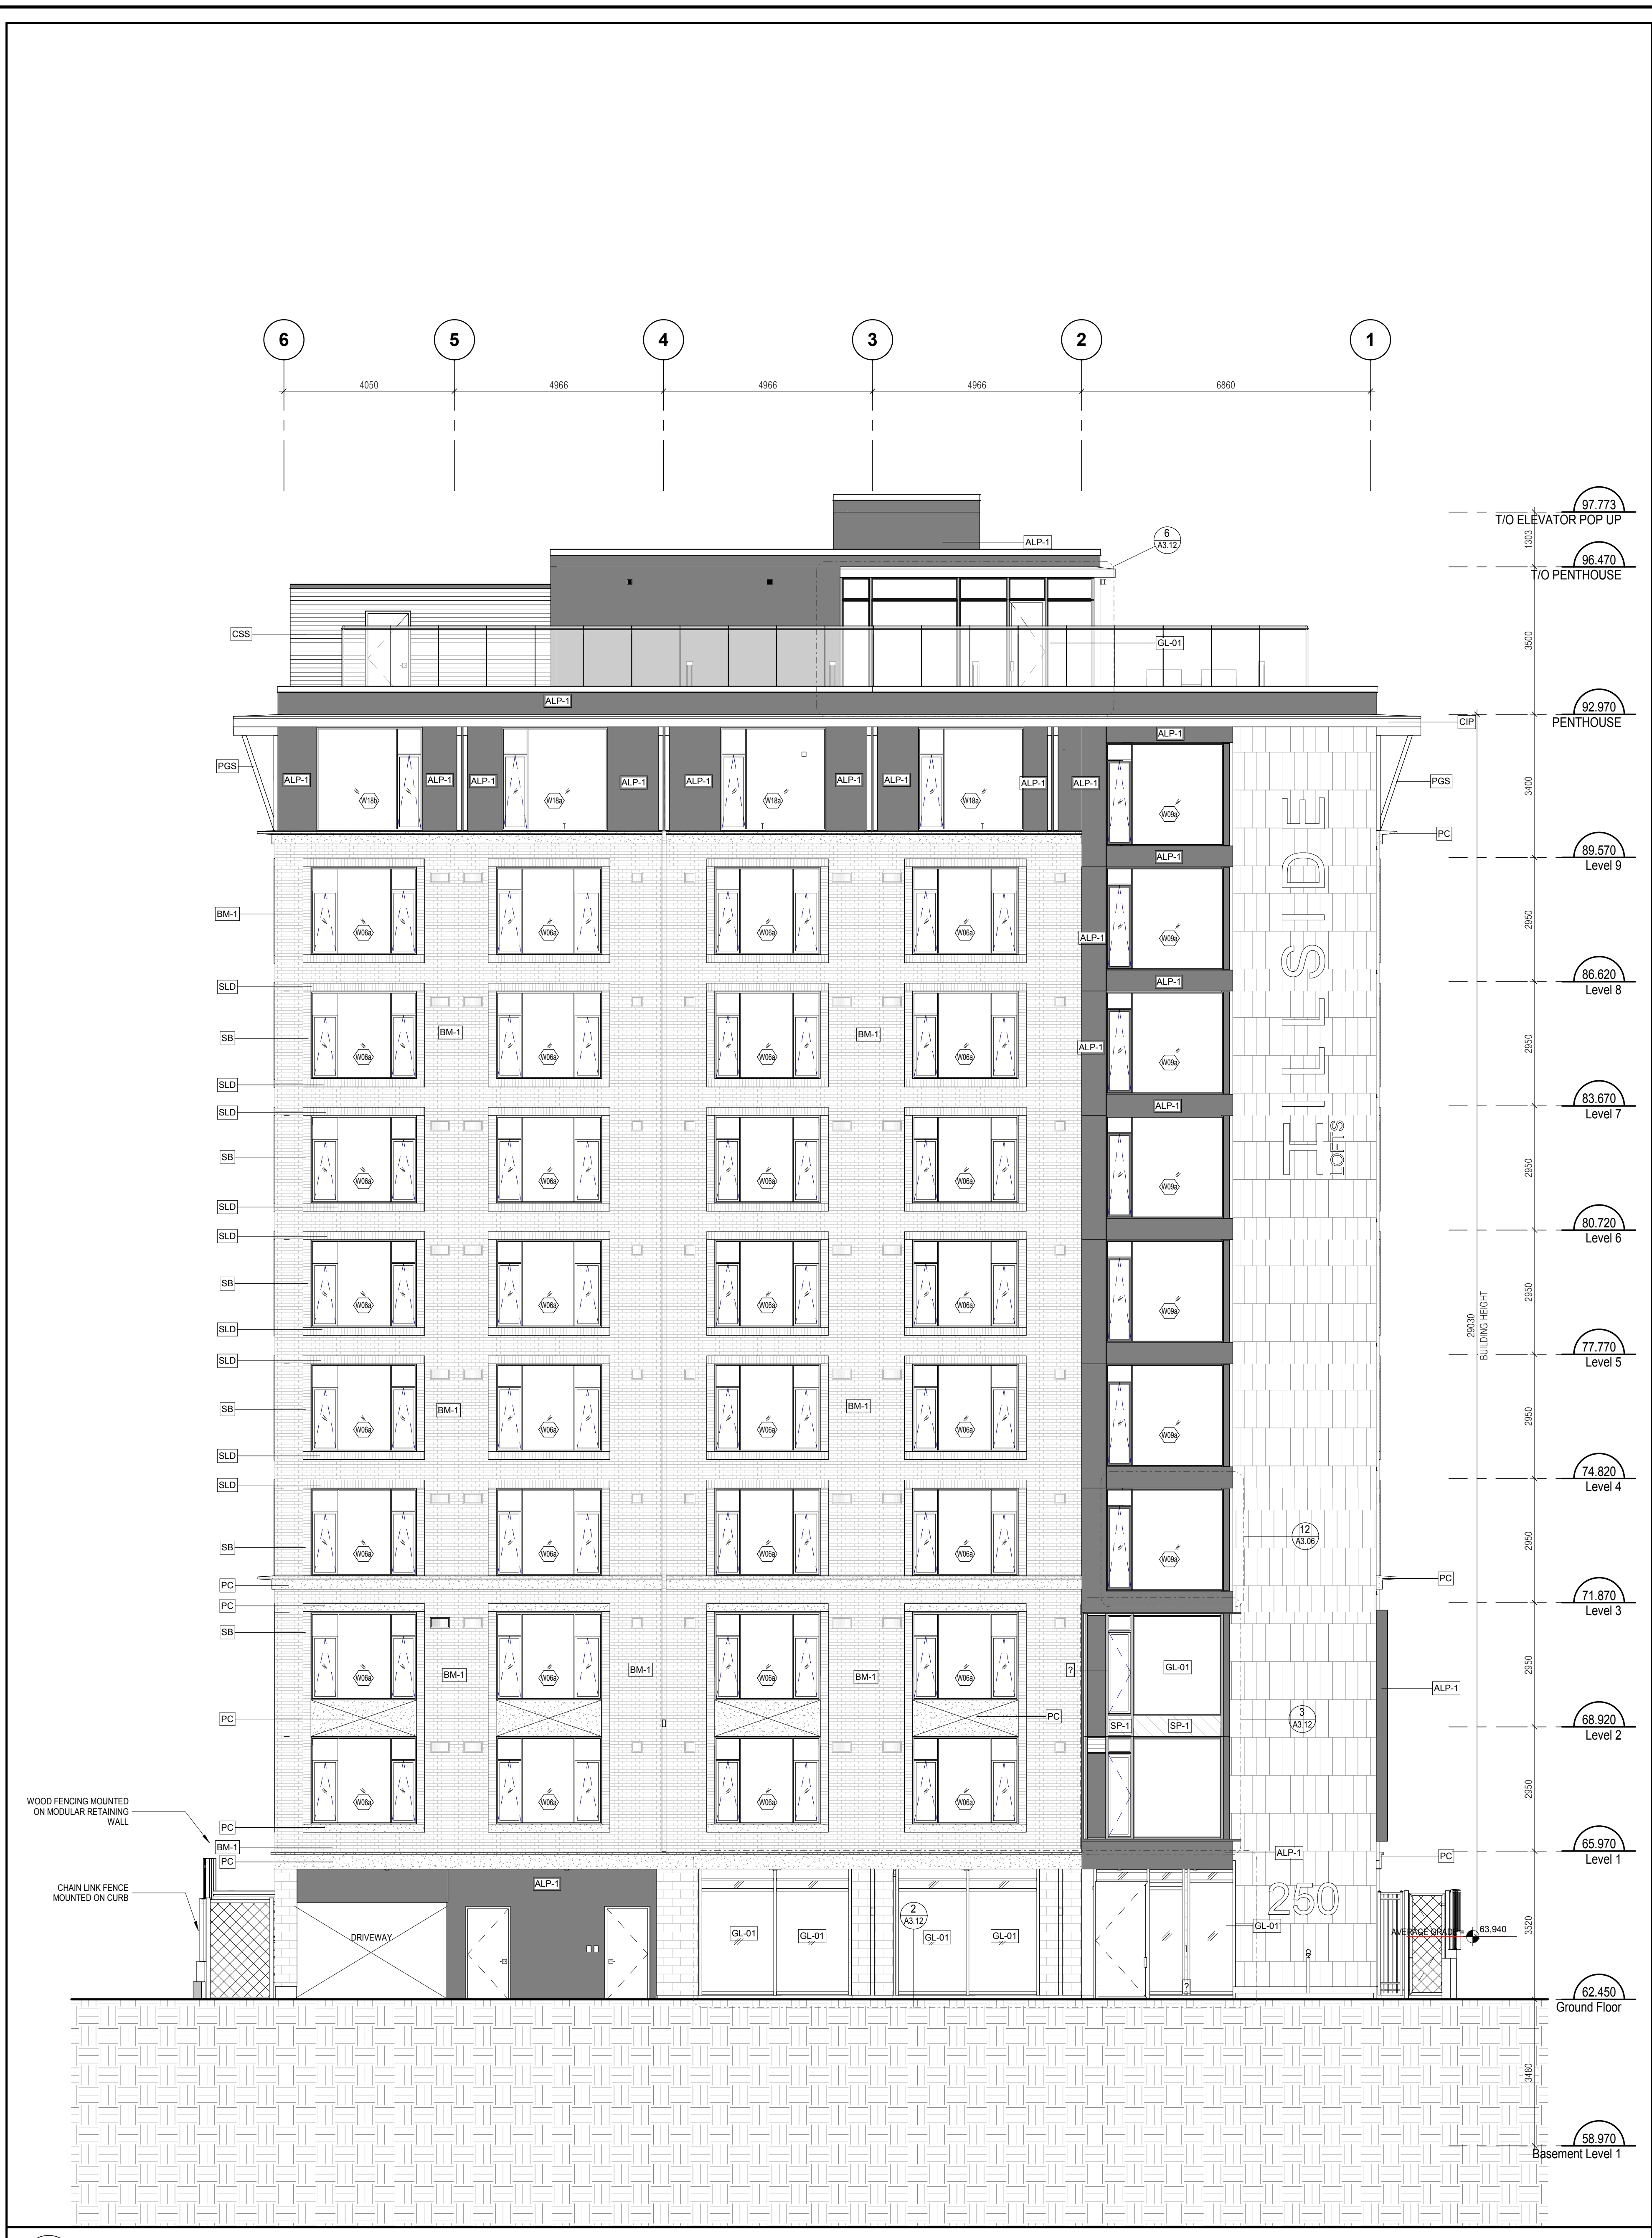 6
5
4
3
2
1
4050
4966
4966
4966
6860
97.773
T/O ELEVATOR POP UP
1303
ALP-1
6
A3.12
96.470
T/O PENTHOUSE
CSS
GL-01
3500
ALP-1
92.970
PENTHOUSE
CIP
ALP-1
PGS
ALP-1
ALP-1
ALP-1
ALP-1
ALP-1
ALP-1
ALP-1
ALP-1
ALP-1
PGS
3400
W18b
W18a
W18a
W18a
W09a
PC
ALP-1
89.570
Level 9
BM-1
W06a
W06a
W06a
W06a
ALP-1
W09a
2950
HILLSIDE
LOFTS
SLD
ALP-1
86.620
Level 8
SB
BM-1
BM-1
ALP-1
W06a
W06a
W06a
W06a
W09a
2950
SLD
SLD
ALP-1
83.670
Level 7
SB
W06a
W06a
W06a
W06a
W09a
2950
SLD
SLD
80.720
Level 6
SB
W06a
W06a
W06a
W06a
W09a
2950
29030
BUILDING HEIGHT
SLD
SLD
77.770
Level 5
SB
BM-1
BM-1
W06a
W06a
W06a
W06a
W09a
2950
SLD
SLD
74.820
Level 4
12
A3.06
SB
W06a
W06a
W06a
W06a
W09a
2950
PC
PC
PC
71.870
Level 3
SB
BM-1
BM-1
BM-1
?
GL-01
W06a
W06a
W06a
W06a
2950
ALP-1
PC
PC
SP-1
SP-1
3
A3.12
68.920
Level 2
W06a
W06a
W06a
W06a
2950
WOOD FENCING MOUNTED
ON MODULAR RETAINING
WALL
PC
BM-1
PC
ALP-1
PC
65.970
Level 1
CHAIN LINK FENCE
MOUNTED ON CURB
ALP-1
250
2
A3.12
DRIVEWAY
GL-01
GL-01
GL-01
GL-01
GL-01
?
3520
AVERAGE GRADE
63.940
62.450
Ground Floor
3480
58.970
Basement Level 1